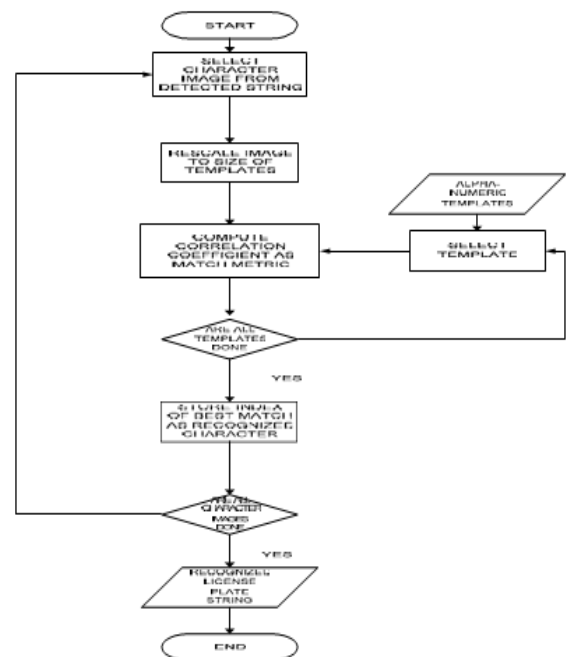 START
SELECT
CHARACTER
IMAGE FROM
DETECTED STRING
RESCALE IMAGE
TO SIZE OF
TEMPLATES
ALPHA-
NUMERIC
TEMPLATES
COMPUTE
CORRELATION
COEFFICIENT AS
MATCH METRIC
SELECT
TEMPLATE
ARE ALL
TEMPLATES
DONE
YES
STORE INDEX
OF BEST MATCH
AS RECOGNIZED
CHARACTER
ARE ALL
CHARACTER
IMAGES
DONE
YES
RECOGNIZED
LICENSE
PLATE
STRING
END